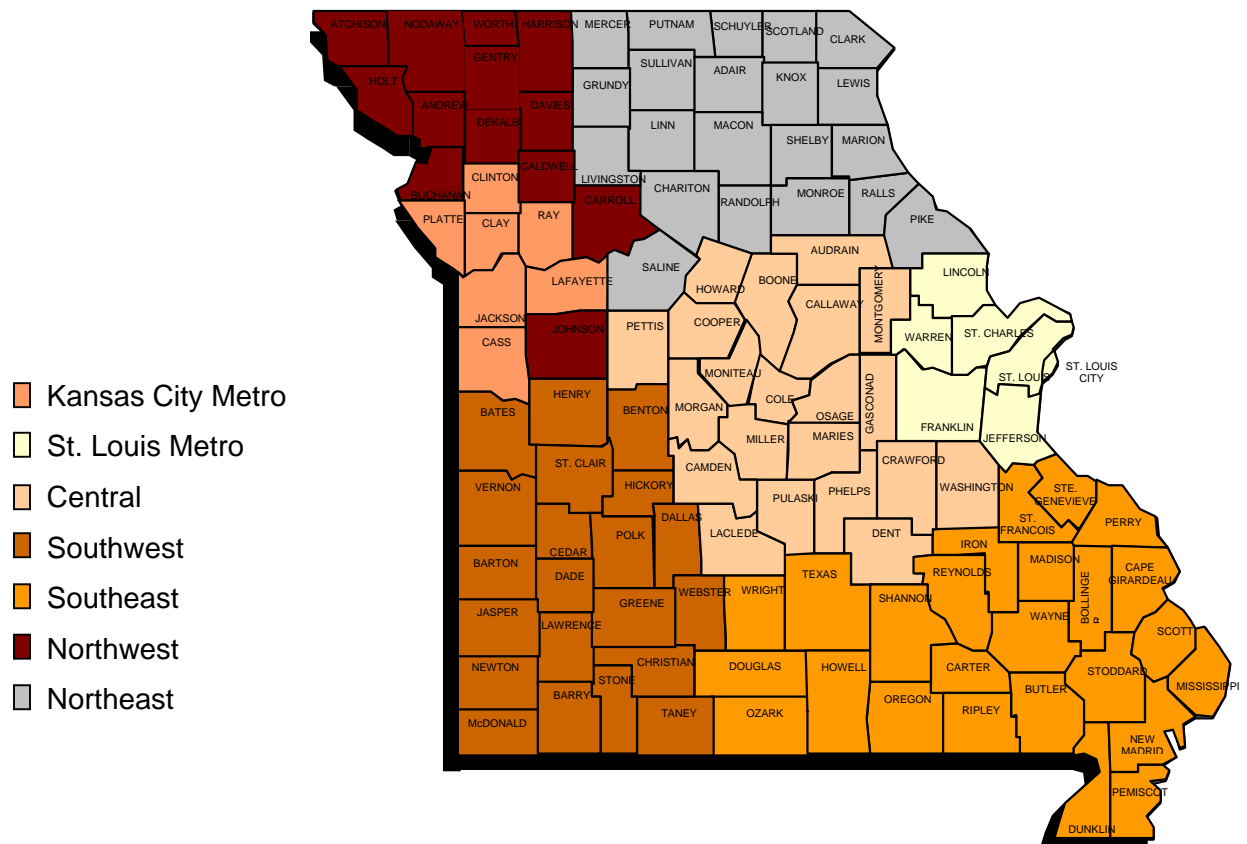 ATCHISON
NODAWAY
WORTH
HARRISON
MERCER
PUTNAM
SCHUYLER
SCOTLAND
CLARK
GENTRY
SULLIVAN
ADAIR
KNOX
LEWIS
HOLT
GRUNDY
ANDREW
DAVIES
DEKALB
LINN
MACON
SHELBY
MARION
CALDWELL
CLINTON
LIVINGSTON
BUCHANAN
CARROLL
CHARITON
RANDOLPH
MONROE
RALLS
PIKE
PLATTE
CLAY
RAY
AUDRAIN
SALINE
LAFAYETTE
HOWARD
BOONE
CALLAWAY
MONTGOMERY
LINCOLN
JACKSON
JOHNSON
PETTIS
COOPER
WARREN
ST. CHARLES
CASS
MONITEAU
ST. LOUIS
ST. LOUIS
CITY
Kansas City Metro
St. Louis Metro
Central
Southwest
Southeast
Northwest
Northeast
HENRY
BENTON
MORGAN
COLE
OSAGE
GASCONAD
BATES
FRANKLIN
JEFFERSON
MILLER
MARIES
ST. CLAIR
CAMDEN
CRAWFORD
VERNON
HICKORY
PULASKI
PHELPS
WASHINGTON
STE.
GENEVIEVE
DALLAS
ST.
FRANCOIS
PERRY
CEDAR
POLK
LACLEDE
DENT
IRON
BARTON
DADE
TEXAS
REYNOLDS
MADISON
BOLLINGE
R
CAPE
GIRARDEAU
GREENE
WEBSTER
WRIGHT
SHANNON
JASPER
LAWRENCE
WAYNE
SCOTT
NEWTON
CHRISTIAN
DOUGLAS
HOWELL
CARTER
STODDARD
STONE
BARRY
BUTLER
MISSISSIPPI
McDONALD
TANEY
OZARK
OREGON
RIPLEY
NEW
MADRID
PEMISCOT
DUNKLIN